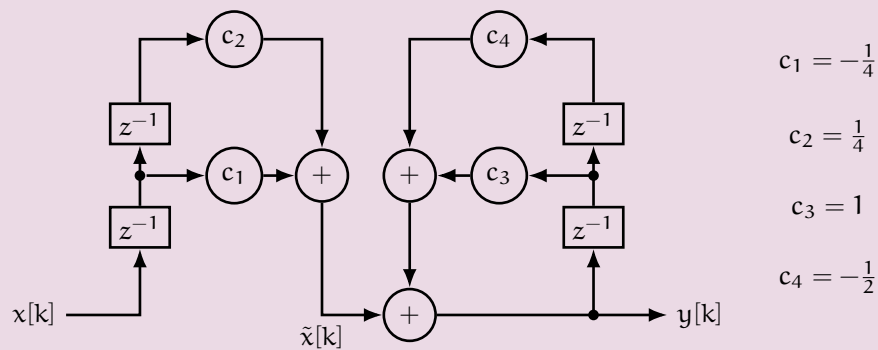 c₂
c₄
c₁ = −1/4
z⁻¹
z⁻¹
c₂ = 1/4
c₁
+
+
c₃
c₃ = 1
z⁻¹
z⁻¹
c₄ = −1/2
x[k]
+
y[k]
x̃[k]